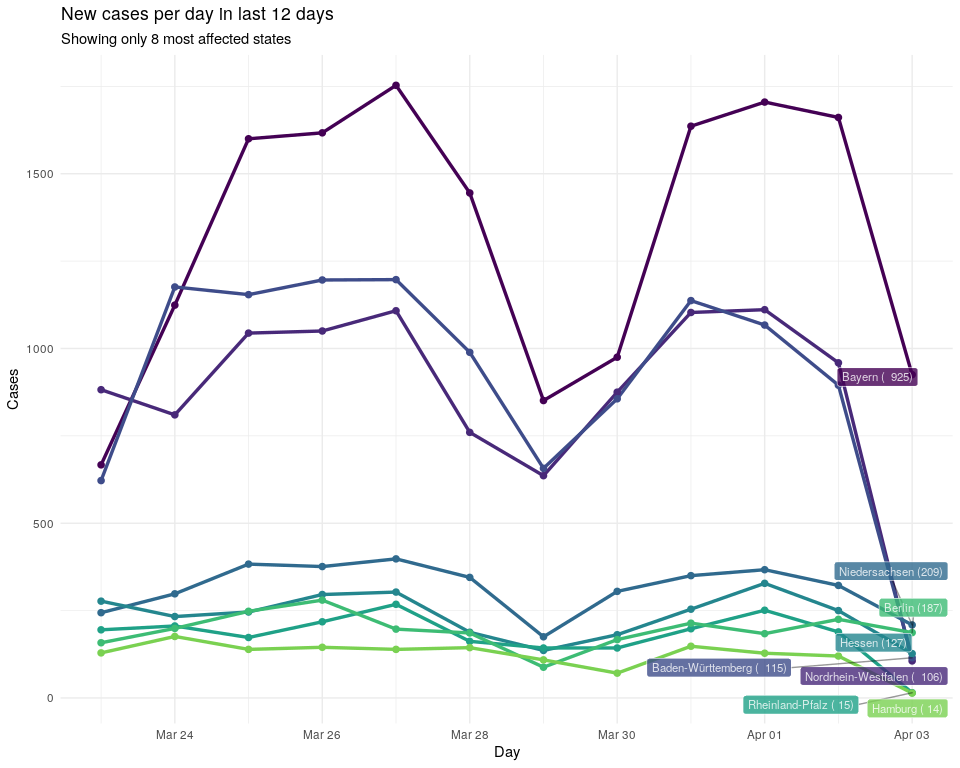 New cases per day in last 12 days
Showing only 8 most affected states
Cases
1500
1000
500
0
Bayern (  925)
Niedersachsen (209)
Berlin (187)
Hessen (127)
Baden-Württemberg (  115)
Nordrhein-Westfalen (  106)
Rheinland-Pfalz ( 15)
Hamburg ( 14)
Mar 24
Mar 26
Mar 28
Mar 30
Apr 01
Apr 03
Day